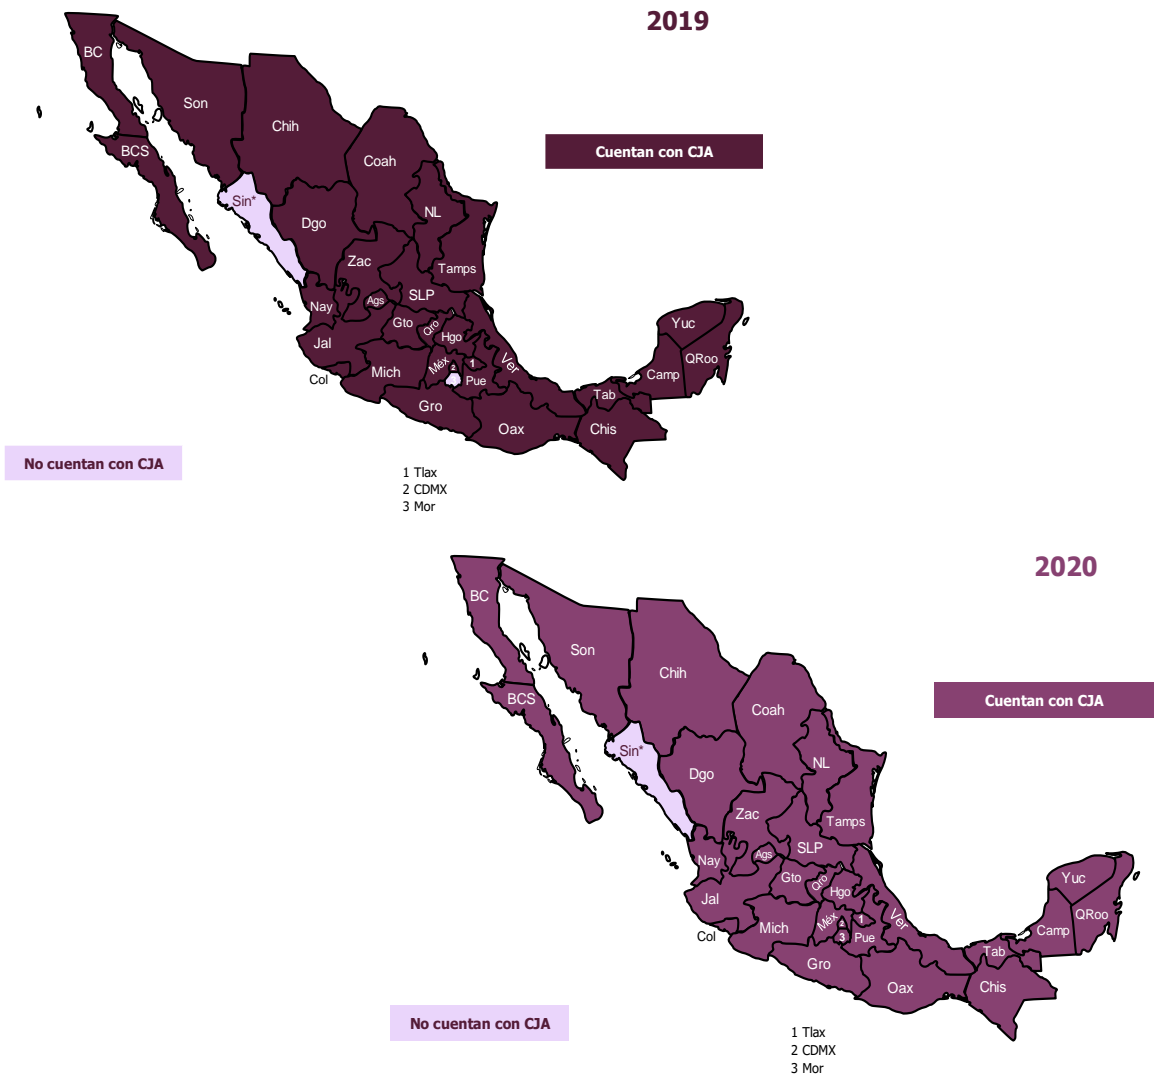 2019
BC
Son
Chih
Cuentan con CJA
BCS
Coah
Sin*
NL
Dgo
Zac
Tamps
Ags
SLP
Nay
Gto
Qro
Hgo
Yuc
Jal
Méx
2
1
Ver
QRoo
Col
Mich
Pue
Camp
Tab
Gro
Oax
Chis
No cuentan con CJA
1 Tlax
2 CDMX
3 Mor
2020
BC
Son
Chih
BCS
Cuentan con CJA
Coah
Sin*
NL
Dgo
Zac
Tamps
SLP
Ags
Nay
Gto
Qro
Hgo
Yuc
Jal
Méx
2
1
Ver
QRoo
Mich
3
Pue
Camp
Col
Tab
Gro
Oax
Chis
No cuentan con CJA
1 Tlax
2 CDMX
3 Mor